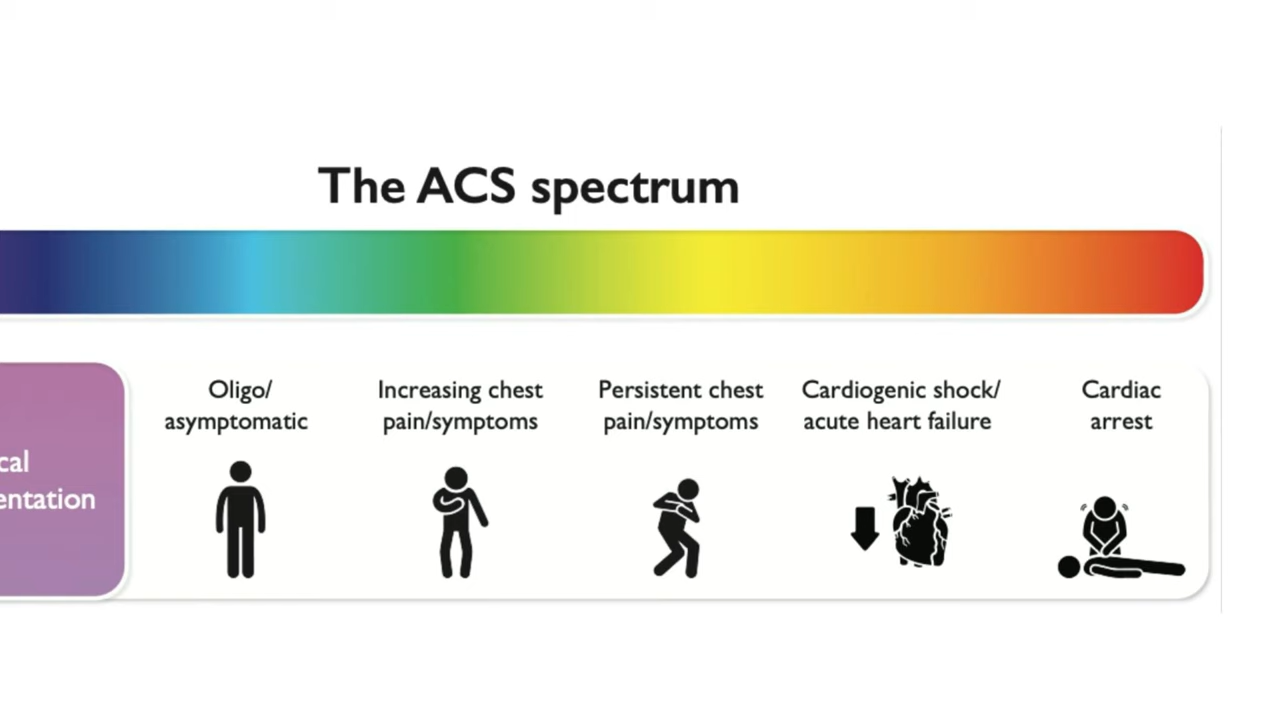 The ACS spectrum
cal
entation
Oligo/
asymptomatic
Increasing chest
pain/symptoms
Persistent chest
pain/symptoms
Cardiogenic shock/
acute heart failure
Cardiac
arrest